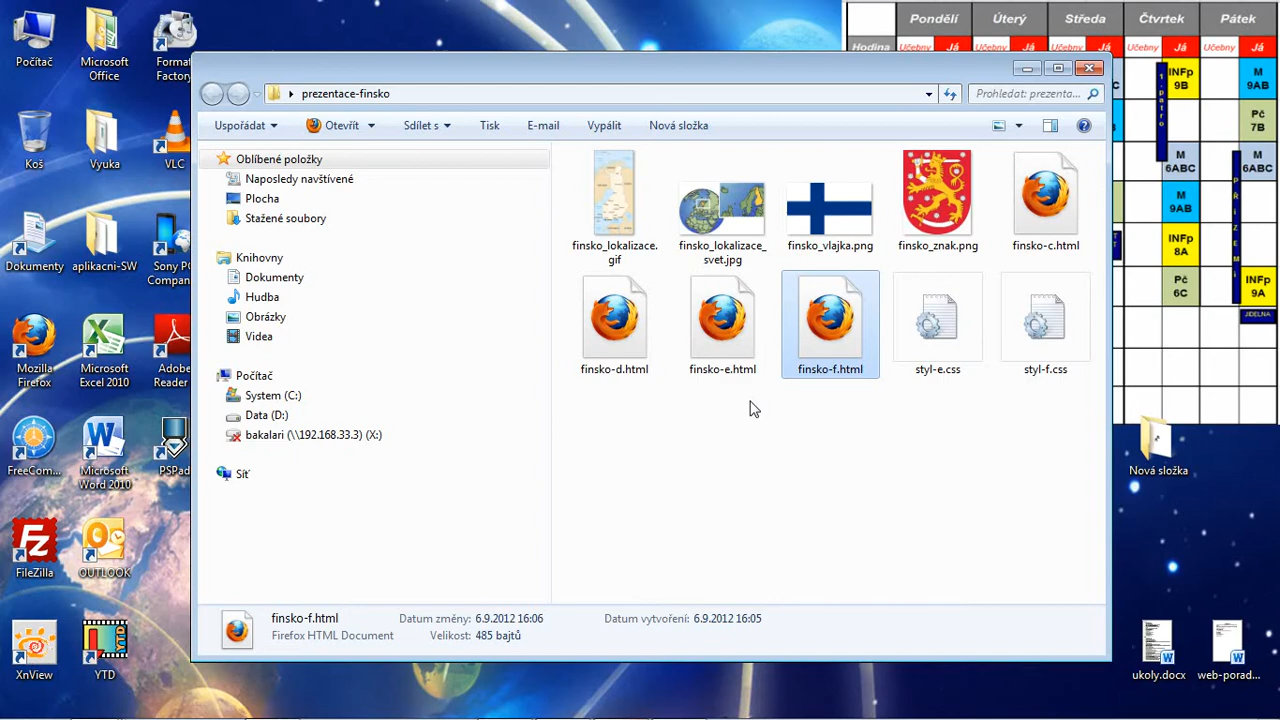 Počítač
Microsoft
Office
Format
Factory
Koš
Vyuka
VLC
Dokumenty
aplikacni-SW
Sony PC
Compan...
Mozilla
Firefox
Microsoft
Excel 2010
Adobe
Reader
FreeCom...
Microsoft
Word 2010
PSPad
FileZilla
OUTLOOK
XnView
YTD
prezentace-finsko
Prohledat: prezenta...
Uspořádat
Otevřít
Sdílet s
Tisk
E-mail
Vypálit
Nová složka
Oblíbené položky
Naposledy navštívené
Plocha
Stažené soubory
Knihovny
Dokumenty
Hudba
Obrázky
Videa
Počítač
System (C:)
Data (D:)
bakalari (\\192.168.33.3) (X:)
Síť
finsko_lokalizace.
gif
finsko_lokalizace_
svet.jpg
finsko_vlajka.png
finsko_znak.png
finsko-c.html
finsko-d.html
finsko-e.html
finsko-f.html
styl-e.css
styl-f.css
finsko-f.html
Datum změny: 6.9.2012 16:06
Datum vytvoření: 6.9.2012 16:05
Firefox HTML Document
Velikost: 485 bajtů
Pondělí Úterý Středa Čtvrtek Pátek
Hodina Učebny Já Učebny Já Učebny Já Učebny Já Učebny Já
1. patro
INFp
9B
M
9AB
Pč
7B
M
6ABC
M
6ABC
M
9AB
PŘÍZEMÍ
INFp
8A
Pč
6C
INFp
9A
JIDELNA
Nová složka
ukoly.docx
web-porad...